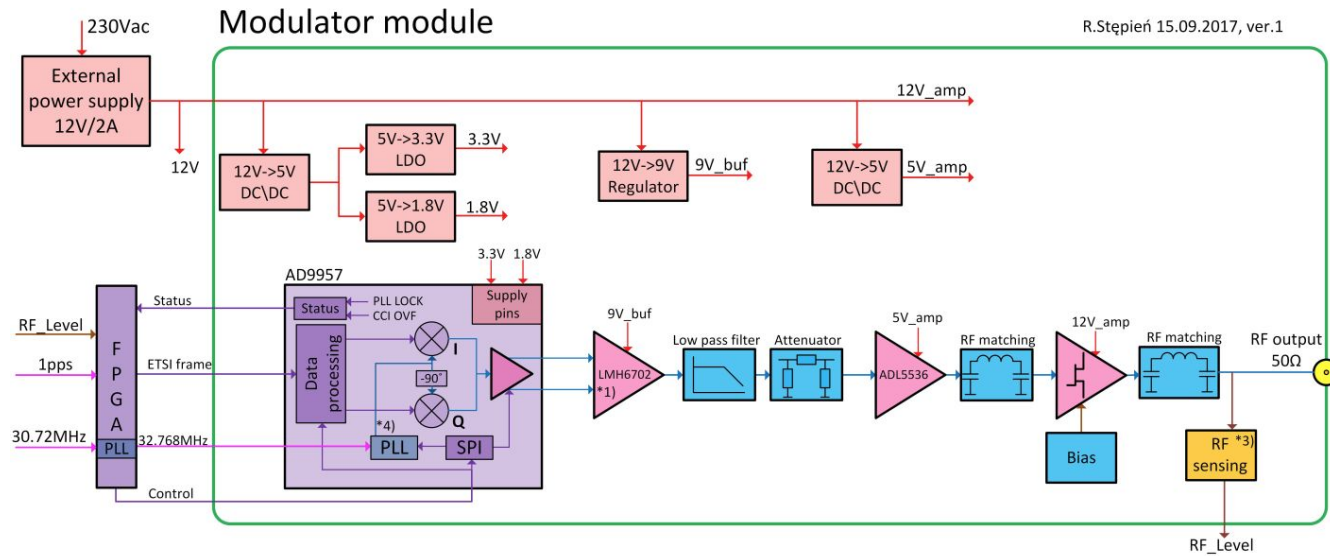 Modulator module
R.Stępień 15.09.2017, ver.1
230Vac
External
power supply
12V/2A
12V
12V_amp
12V->5V
DC\DC
5V->3.3V
LDO
3.3V
5V->1.8V
LDO
1.8V
12V->9V
Regulator
9V_buf
12V->5V
DC\DC
5V_amp
AD9957
3.3V
1.8V
Supply
pins
Status
Status
PLL LOCK
CCI OVF
RF_Level
1pps
30.72MHz
FPGA
PLL
ETSI frame
32.768MHz
Control
Data
processing
I
-90°
Q
*4)
PLL
SPI
9V_buf
LMH6702
*1)
Low pass filter
Attenuator
5V_amp
ADL5536
RF matching
12V_amp
Bias
RF matching
RF output
50Ω
RF *3)
sensing
RF_Level